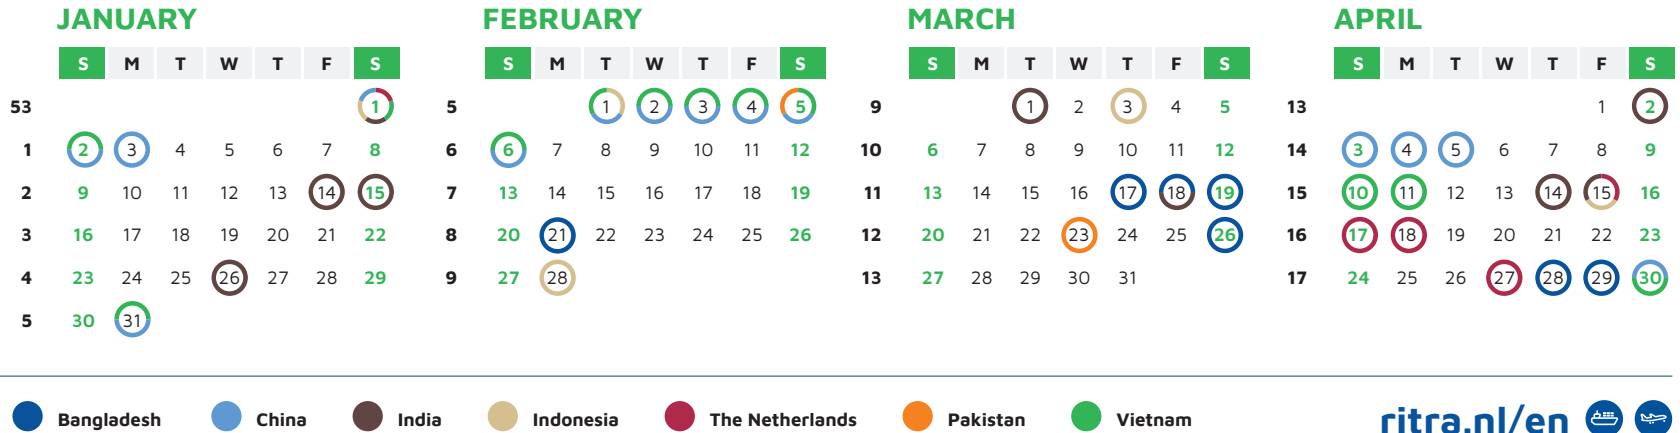 JANUARY
S M T W T F S
53 1
1 2 3 4 5 6 7 8
2 9 10 11 12 13 14 15
3 16 17 18 19 20 21 22
4 23 24 25 26 27 28 29
5 30 31
FEBRUARY
S M T W T F S
5 1 2 3 4 5
6 6 7 8 9 10 11 12
7 13 14 15 16 17 18 19
8 20 21 22 23 24 25 26
9 27 28
MARCH
S M T W T F S
9 1 2 3 4 5
10 6 7 8 9 10 11 12
11 13 14 15 16 17 18 19
12 20 21 22 23 24 25 26
13 27 28 29 30 31
APRIL
S M T W T F S
13 1 2
14 3 4 5 6 7 8 9
15 10 11 12 13 14 15 16
16 17 18 19 20 21 22 23
17 24 25 26 27 28 29 30
Bangladesh China India Indonesia The Netherlands Pakistan Vietnam
ritra.nl/en